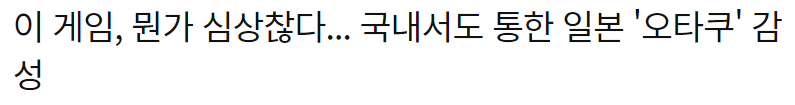 이 게임, 뭔가 심상찮다... 국내서도 통한 일본 '오타쿠' 감
성